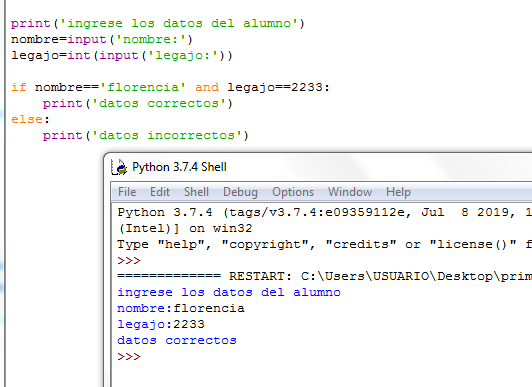 print('ingrese los datos del alumno')
nombre=input('nombre:')
legajo=int(input('legajo:'))
if nombre=='florencia' and legajo==2233:
    print('datos correctos')
else:
    print('datos incorrectos')
Python 3.7.4 Shell
File Edit Shell Debug Options Window Help
Python 3.7.4 (tags/v3.7.4:e09359112e, Jul  8 2019, 1
(Intel)] on win32
Type "help", "copyright", "credits" or "license()" f
>>>
============= RESTART: C:\Users\USUARIO\Desktop\prim
ingrese los datos del alumno
nombre:florencia
legajo:2233
datos correctos
>>>